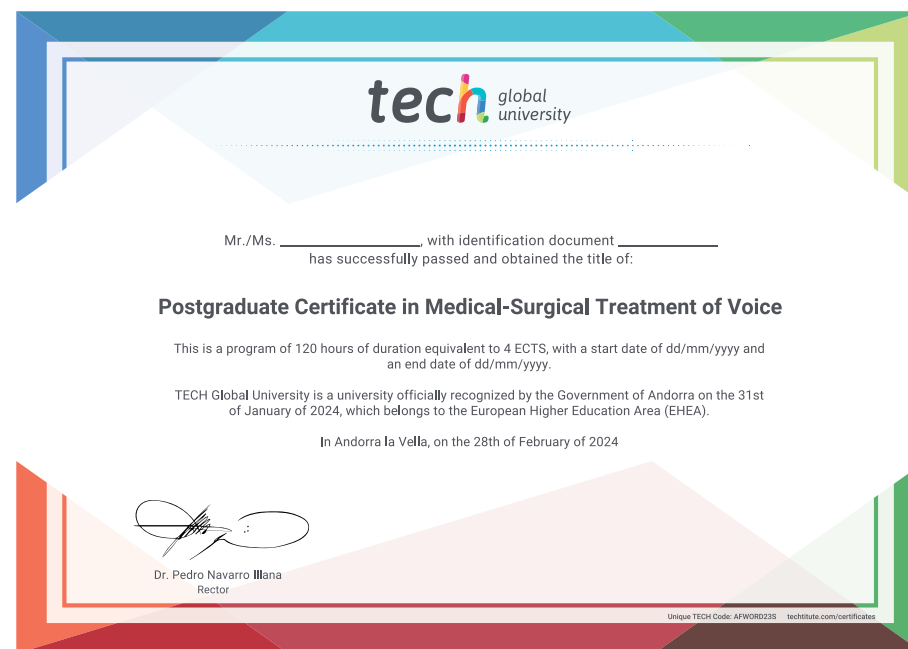 tech global university
Mr./Ms. ____________________, with identification document ______________
has successfully passed and obtained the title of:
Postgraduate Certificate in Medical-Surgical Treatment of Voice
This is a program of 120 hours of duration equivalent to 4 ECTS, with a start date of dd/mm/yyyy and
an end date of dd/mm/yyyy.
TECH Global University is a university officially recognized by the Government of Andorra on the 31st
of January of 2024, which belongs to the European Higher Education Area (EHEA).
In Andorra la Vella, on the 28th of February of 2024
Dr. Pedro Navarro Illana
Rector
Unique TECH Code: AFWORD23S techtitute.com/certificates